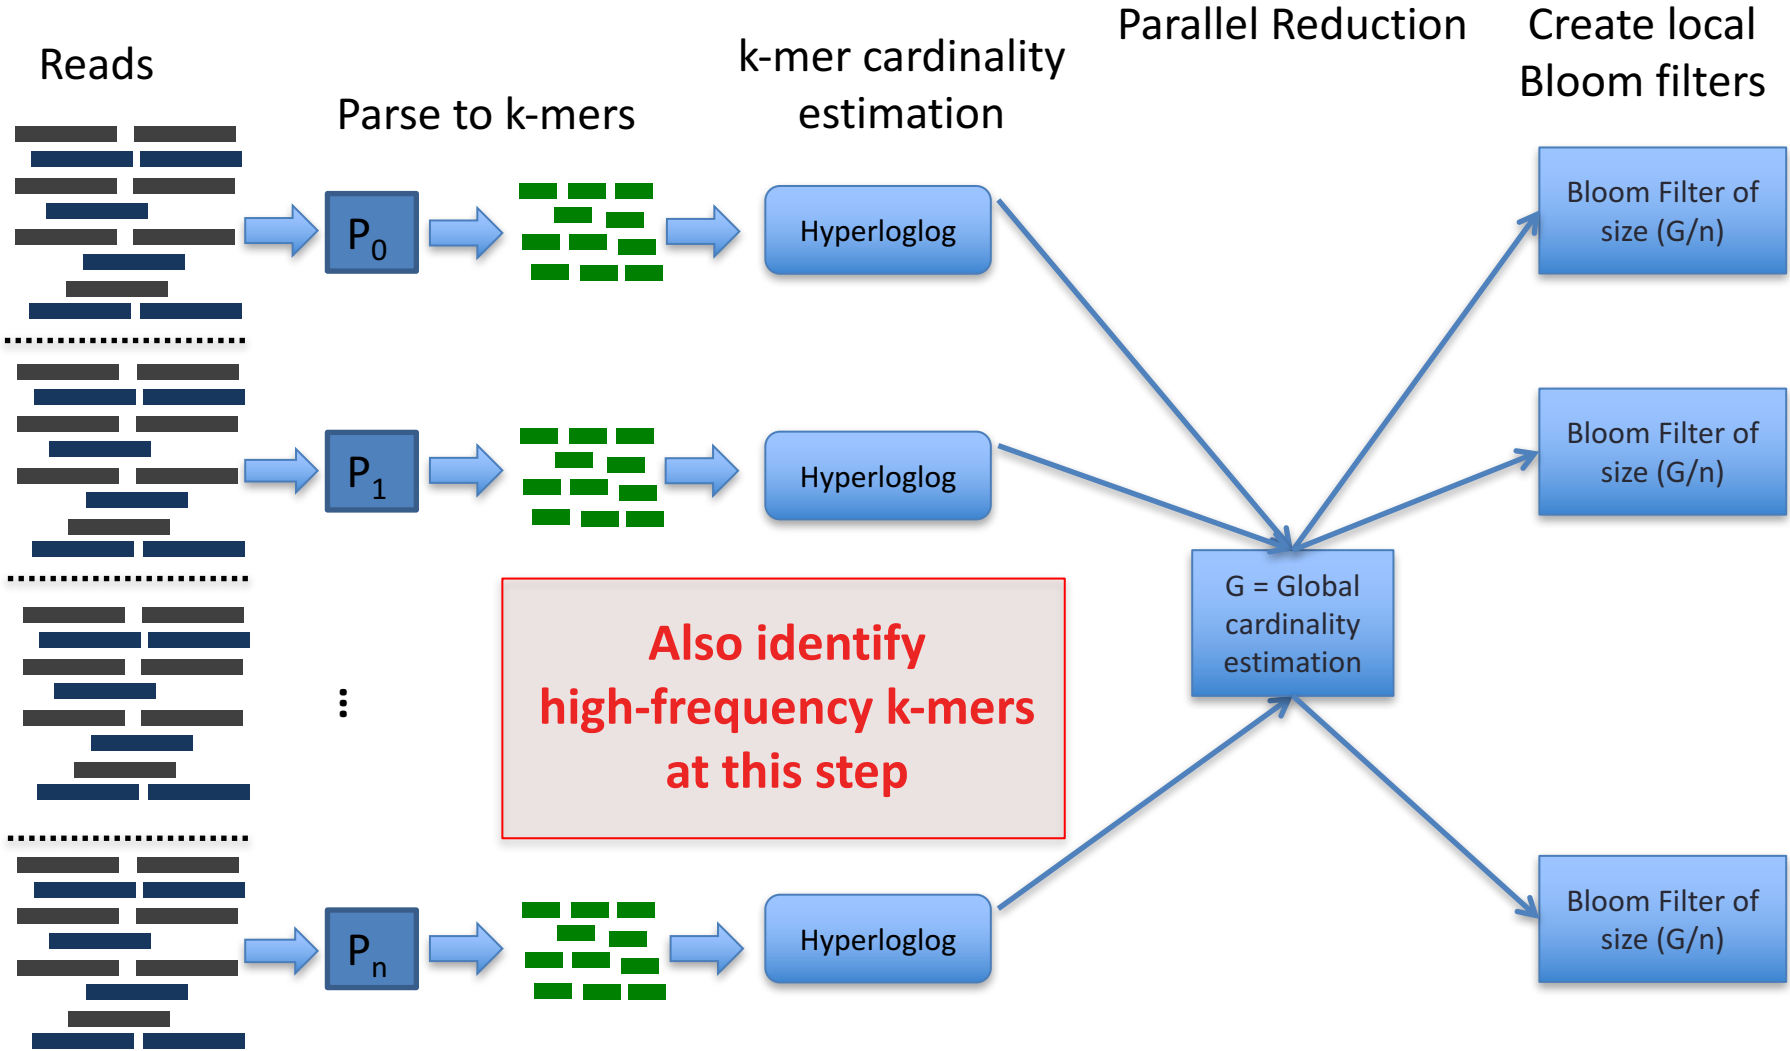 Reads
Parse to k-mers
k-mer cardinality
estimation
Parallel Reduction
Create local
Bloom filters
P0
Hyperloglog
Bloom Filter of
size (G/n)
P1
Hyperloglog
Bloom Filter of
size (G/n)
G = Global
cardinality
estimation
Also identify
high-frequency k-mers
at this step
⋮
Pn
Hyperloglog
Bloom Filter of
size (G/n)